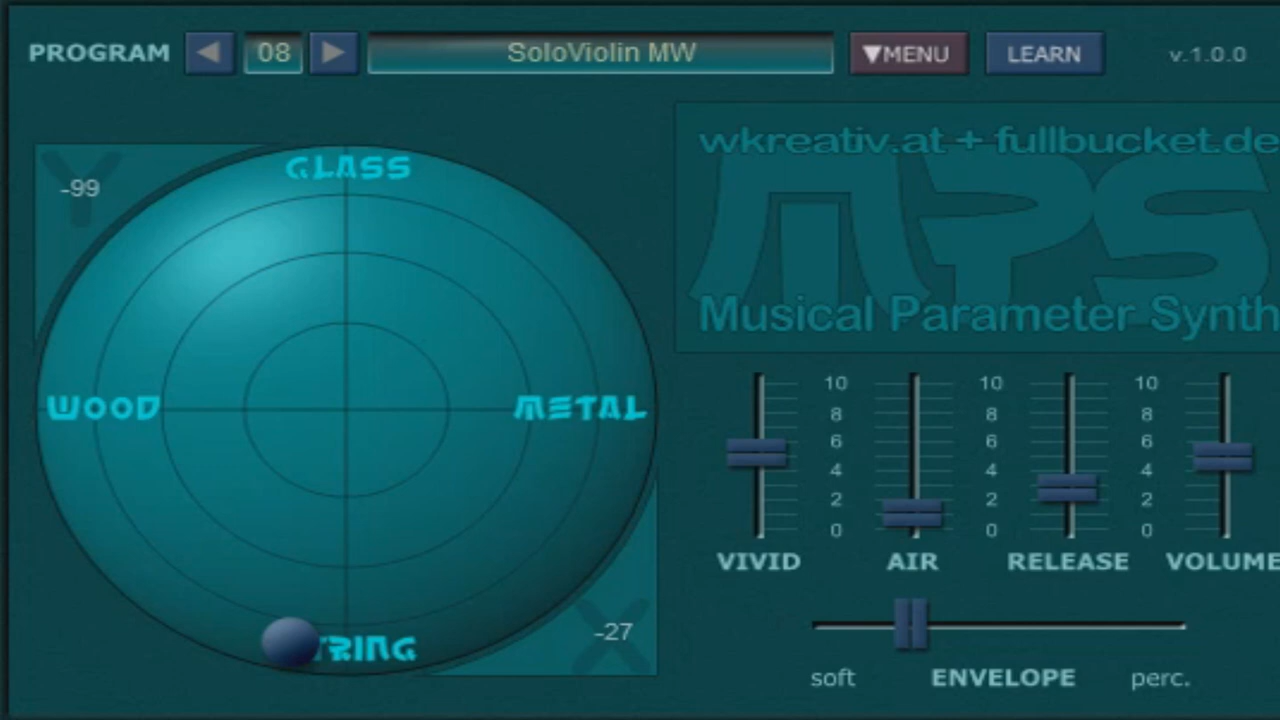 PROGRAM ◀ 08 ▶ SoloViolin MW ▼MENU LEARN v.1.0.0
wkreativ.at + fullbucket.de
MPS
Musical Parameter Synth
Y
-99
GLASS
WOOD
METAL
TRING
-27
X
10 10 10
8 8 8
6 6 6
4 4 4
2 2 2
0 0 0
VIVID AIR RELEASE VOLUME
soft ENVELOPE perc.